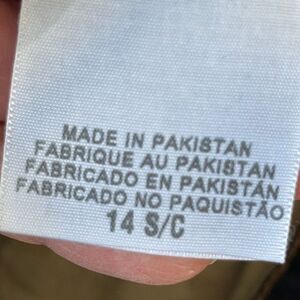 MADE IN PAKISTAN
FABRIQUE AU PAKISTAN
FABRICADO EN PAKISTÁN
FABRICADO NO PAQUISTÃO
14 S/C